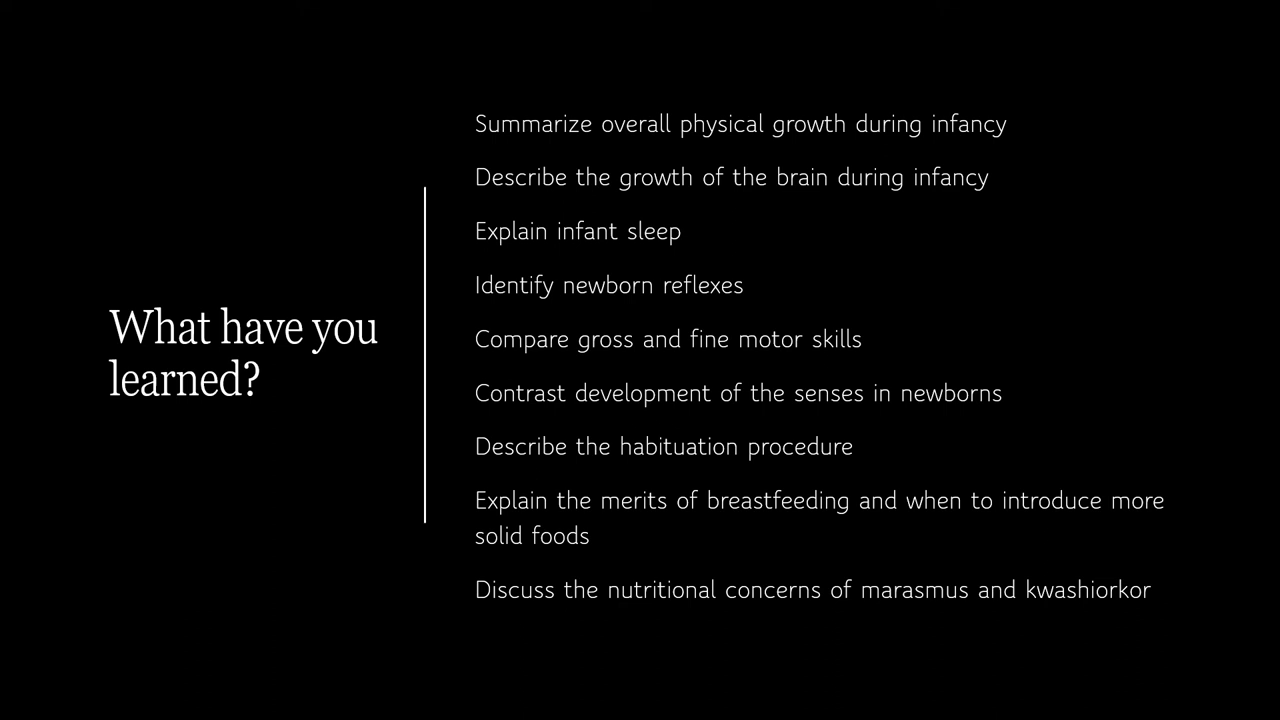 What have you
learned?
Summarize overall physical growth during infancy
Describe the growth of the brain during infancy
Explain infant sleep
Identify newborn reflexes
Compare gross and fine motor skills
Contrast development of the senses in newborns
Describe the habituation procedure
Explain the merits of breastfeeding and when to introduce more
solid foods
Discuss the nutritional concerns of marasmus and kwashiorkor